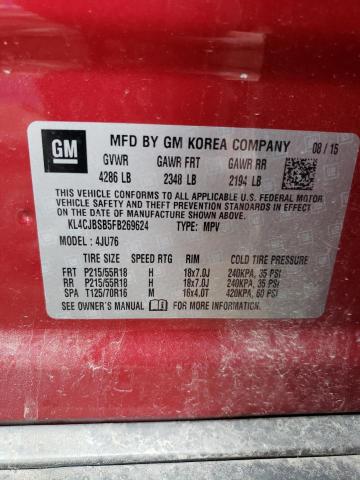 GM
MFD BY GM KOREA COMPANY 08 / 15
GVWR GAWR FRT GAWR RR
4286 LB 2348 LB 2194 LB
THIS VEHICLE CONFORMS TO ALL APPLICABLE U.S. FEDERAL
MOTOR VEHICLE SAFETY, BUMPER, AND THEFT PREVENTION
STANDARDS IN EFFECT ON THE DATE OF MANUFACTURE SHOWN ABOVE.
KL4CJBSB5FB269624 TYPE: MPV
MODEL : 4JU76
TIRE SIZE SPEED RTG RIM COLD TIRE PRESSURE
FRT P215/55R18 H 18x7.0J 240KPA, 35 PSI
RR P215/55R18 H 18x7.0J 240KPA, 35 PSI
SPA T125/70R16 M 16x4.0T 420KPA, 60 PSI
SEE OWNER'S MANUAL FOR MORE INFORMATION.